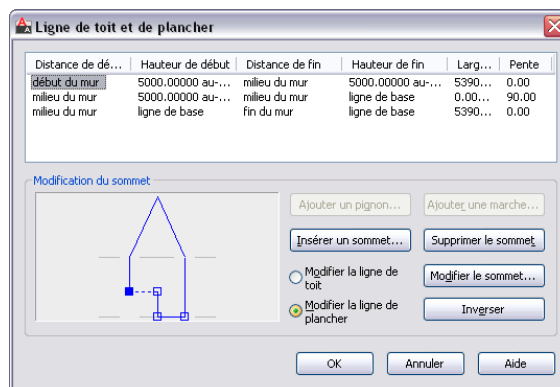 Ligne de toit et de plancher
Distance de dé... Hauteur de début Distance de fin Hauteur de fin Larg... Pente
début du mur 5000.00000 au-... milieu du mur 5000.00000 au-... 5390... 0.00
milieu du mur 5000.00000 au-... milieu du mur ligne de base 0.00... 90.00
milieu du mur ligne de base fin du mur ligne de base 5390... 0.00
Modification du sommet
Ajouter un pignon... Ajouter une marche...
Insérer un sommet... Supprimer le sommet
Modifier la ligne de toit Modifier le sommet...
Modifier la ligne de plancher Inverser
OK Annuler Aide